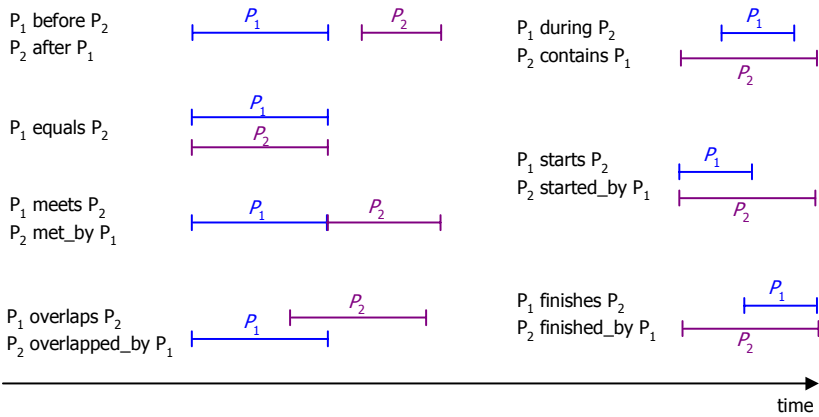 P₁ before P₂
P₂ after P₁
P₁
P₂
P₁ equals P₂
P₁
P₂
P₁ meets P₂
P₂ met_by P₁
P₁
P₂
P₁ overlaps P₂
P₂ overlapped_by P₁
P₂
P₁
P₁ during P₂
P₂ contains P₁
P₁
P₂
P₁ starts P₂
P₂ started_by P₁
P₁
P₂
P₁ finishes P₂
P₂ finished_by P₁
P₁
P₂
time